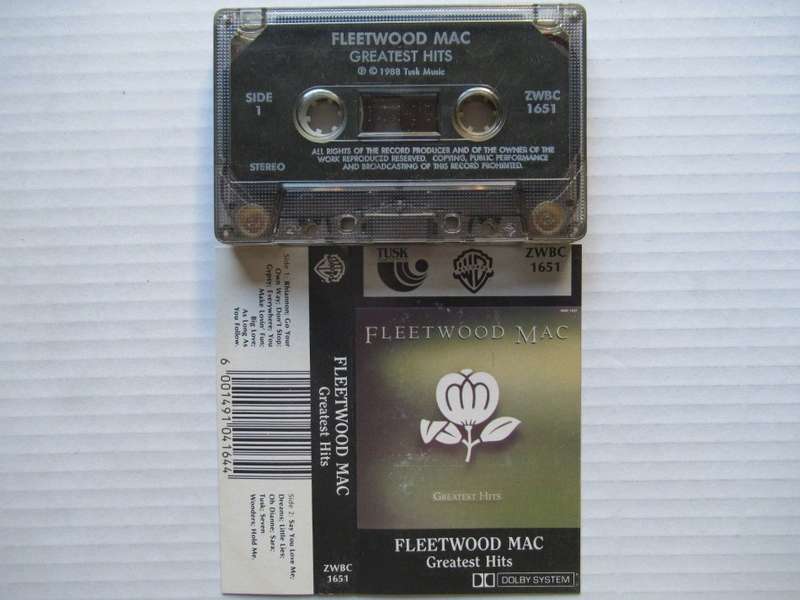 FLEETWOOD MAC
GREATEST HITS
℗ © 1988 Tusk Music
SIDE
1
ZWBC
1651
ALL RIGHTS OF THE RECORD PRODUCER AND OF THE OWNER OF THE
WORK REPRODUCED RESERVED. COPYING, PUBLIC PERFORMANCE
AND BROADCASTING OF THIS RECORD PROHIBITED.
STEREO
Side 1: Rhiannon; Go Your
Own Way; Don't Stop;
Gypsy; Everywhere; You
Make Lovin' Fun;
Big Love;
As Long As
You Follow.
6 001491 041644
Side 2: Say You Love Me;
Dreams; Little Lies;
Oh Dianne; Sara;
Tusk; Seven
Wonders; Hold Me.
FLEETWOOD MAC
Greatest Hits
ZWBC
1651
TUSK
ZWBC
1651
FLEETWOOD MAC
GREATEST HITS
FLEETWOOD MAC
Greatest Hits
DOLBY SYSTEM